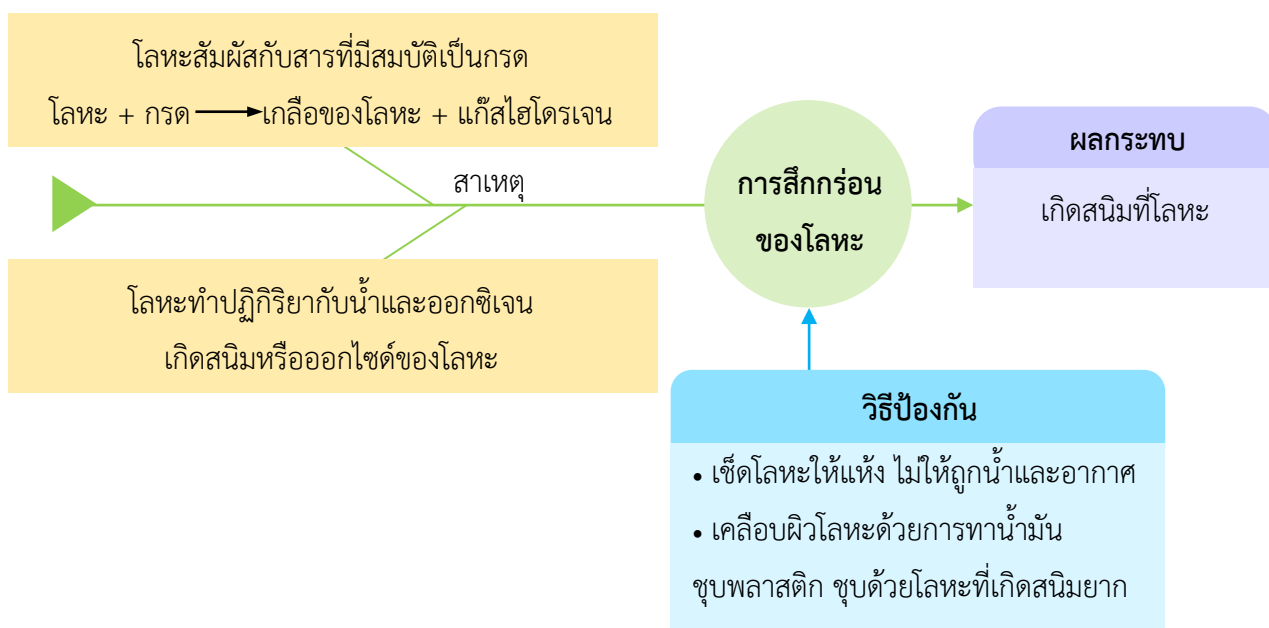 โลหะสัมผัสกับสารที่มีสมบัติเป็นกรด
โลหะ + กรด ⟶ เกลือของโลหะ + แก๊สไฮโดรเจน
สาเหตุ
โลหะทำปฏิกิริยากับน้ำและออกซิเจน
เกิดสนิมหรือออกไซด์ของโลหะ
การสึกกร่อน
ของโลหะ
ผลกระทบ
เกิดสนิมที่โลหะ
วิธีป้องกัน
• เช็ดโลหะให้แห้ง ไม่ให้ถูกน้ำและอากาศ
• เคลือบผิวโลหะด้วยการทาน้ำมัน
ชุบพลาสติก ชุบด้วยโลหะที่เกิดสนิมยาก